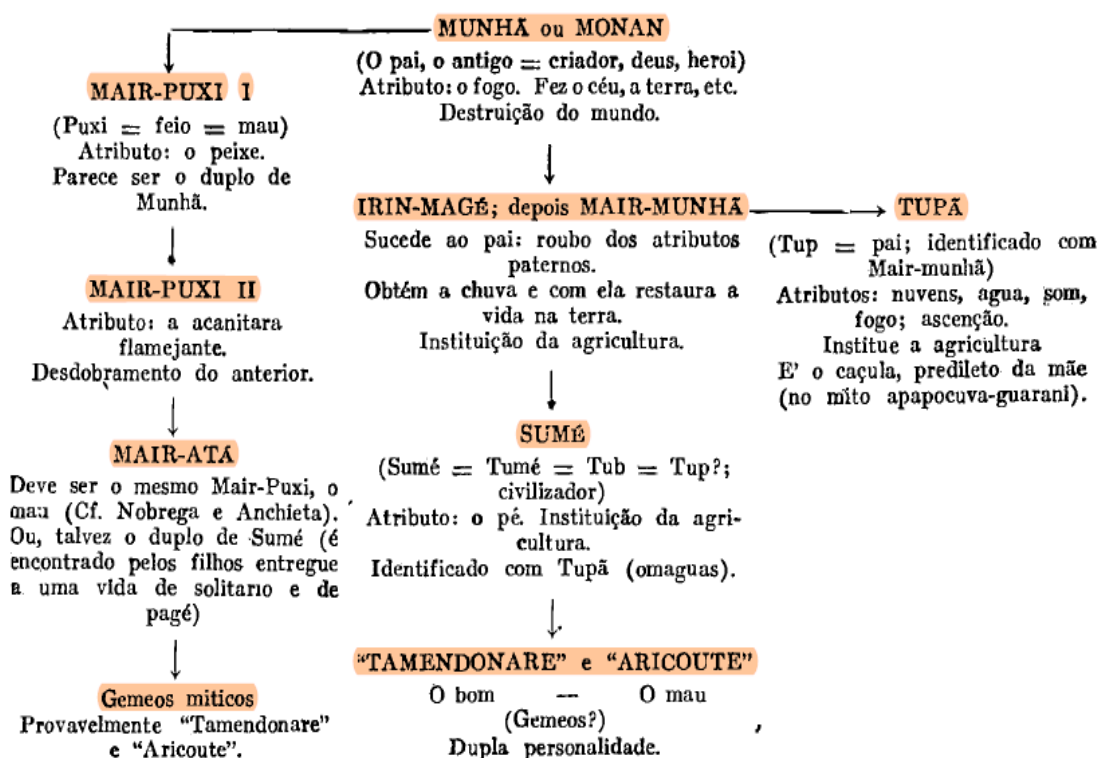 MUNHÃ ou MONAN
(O pai, o antigo = criador, deus, heroi)
Atributo: o fogo. Fez o céu, a terra, etc.
Destruição do mundo.
MAIR-PUXI I
(Puxi = feio = mau)
Atributo: o peixe.
Parece ser o duplo de
Munhã.
MAIR-PUXI II
Atributo: a acanitara
flamejante.
Desdobramento do anterior.
MAIR-ATÁ
Deve ser o mesmo Mair-Puxi, o
mau (Cf. Nobrega e Anchieta).
Ou, talvez o duplo de Sumé (é
encontrado pelos filhos entregue
a uma vida de solitario e de
pagé)
Gemeos miticos
Provavelmente “Tamendonare”
e “Aricoute”.
IRIN-MAGÉ; depois MAIR-MUNHÃ
Sucede ao pai: roubo dos atributos
paternos.
Obtém a chuva e com ela restaura a
vida na terra.
Instituição da agricultura.
SUMÉ
(Sumé = Tumé = Tub = Tup?;
civilizador)
Atributo: o pé. Instituição da agri-
cultura.
Identificado com Tupã (omaguas).
“TAMENDONARE” e “ARICOUTE”
O bom — O mau
(Gemeos?)
Dupla personalidade.
TUPÃ
(Tup = pai; identificado com
Mair-munhã)
Atributos: nuvens, agua, som,
fogo; ascenção.
Institue a agricultura
E' o caçula, predileto da mãe
(no mito apapocuva-guarani).